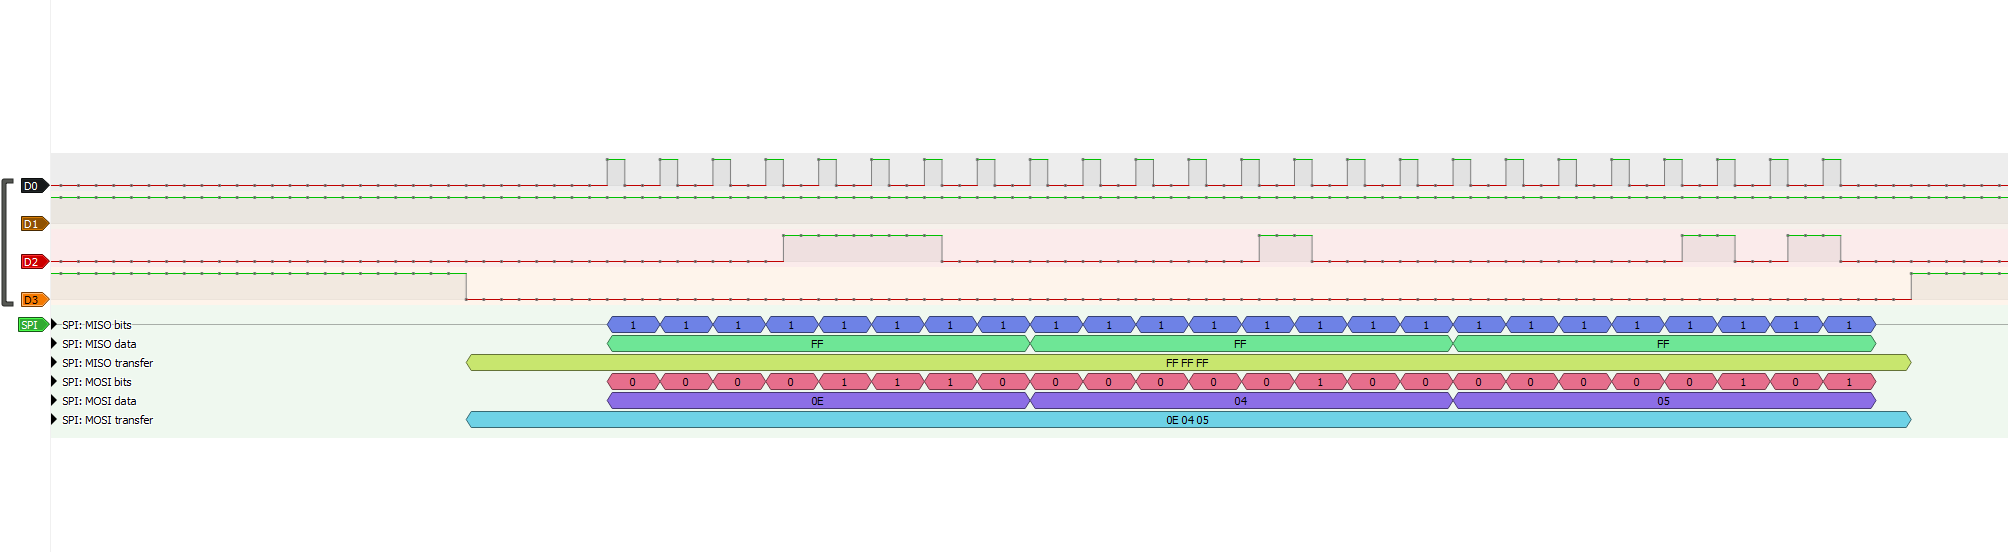 D0
D1
D2
D3
SPI SPI: MISO bits 1 1 1 1 1 1 1 1 1 1 1 1 1 1 1 1 1 1 1 1 1 1 1 1
SPI: MISO data FF FF FF
SPI: MISO transfer FF FF FF
SPI: MOSI bits 0 0 0 0 1 1 1 0 0 0 0 0 0 1 0 0 0 0 0 0 0 1 0 1
SPI: MOSI data 0E 04 05
SPI: MOSI transfer 0E 04 05